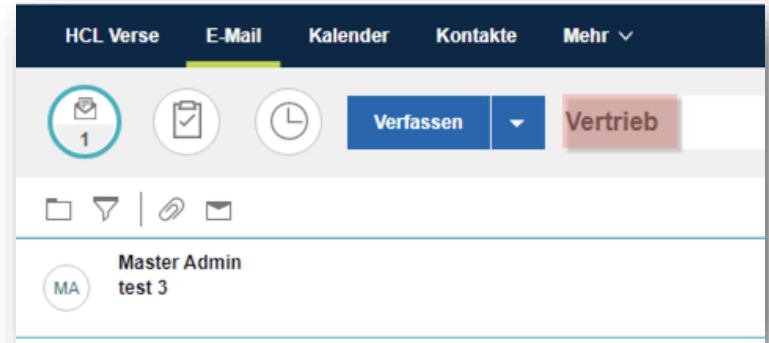 HCL Verse E-Mail Kalender Kontakte Mehr
1 Verfassen Vertrieb
Master Admin
MA test 3